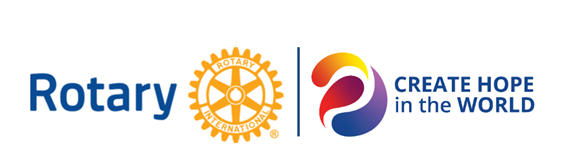 Rotary
ROTARY
INTERNATIONAL
®
CREATE HOPE
in the WORLD